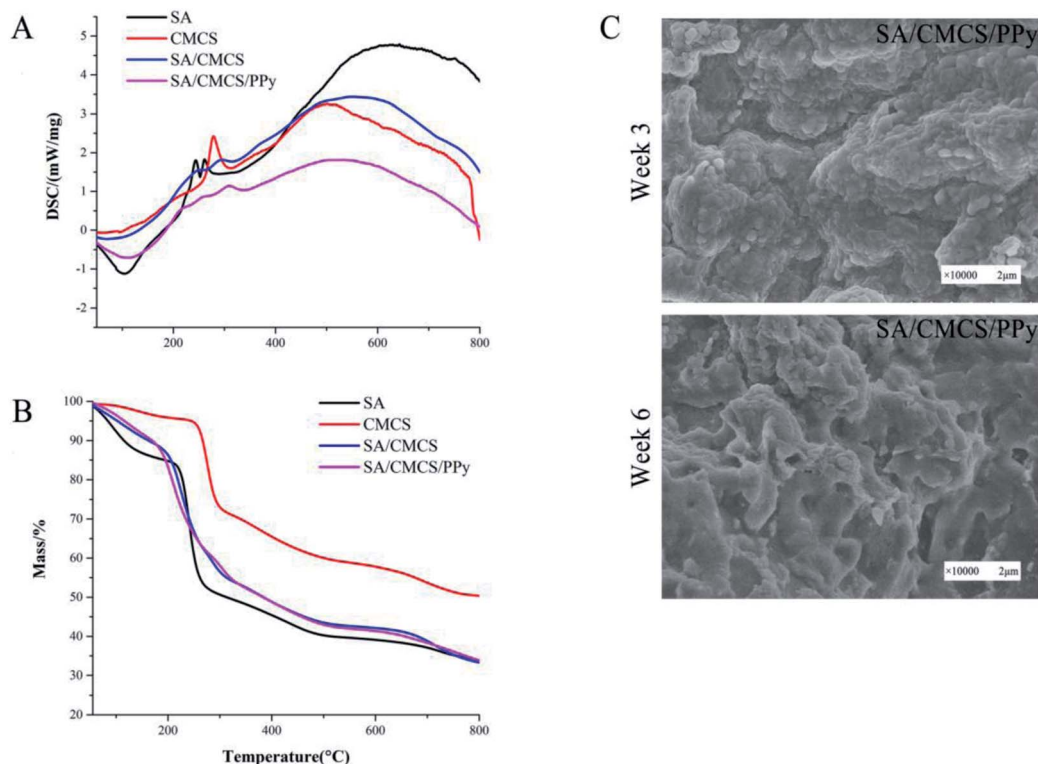 A
SA
CMCS
SA/CMCS
SA/CMCS/PPy
DSC/(mW/mg)
5
4
3
2
1
0
-1
-2
200
400
600
800
B
SA
CMCS
SA/CMCS
SA/CMCS/PPy
Mass/%
100
90
80
70
60
50
40
30
20
200
400
600
800
Temperature(°C)
C
Week 3
SA/CMCS/PPy
×10000 2μm
Week 6
SA/CMCS/PPy
×10000 2μm